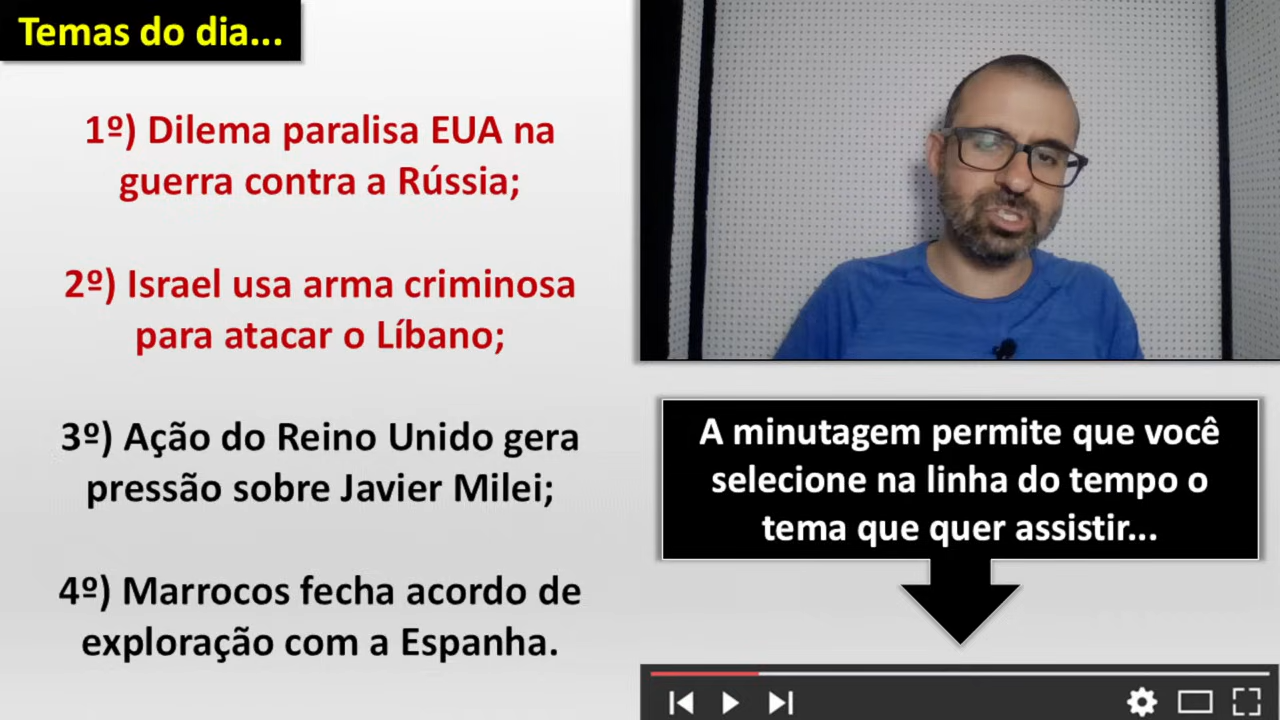 Temas do dia...
1º) Dilema paralisa EUA na
guerra contra a Rússia;
2º) Israel usa arma criminosa
para atacar o Líbano;
3º) Ação do Reino Unido gera
pressão sobre Javier Milei;
4º) Marrocos fecha acordo de
exploração com a Espanha.
A minutagem permite que você
selecione na linha do tempo o
tema que quer assistir...